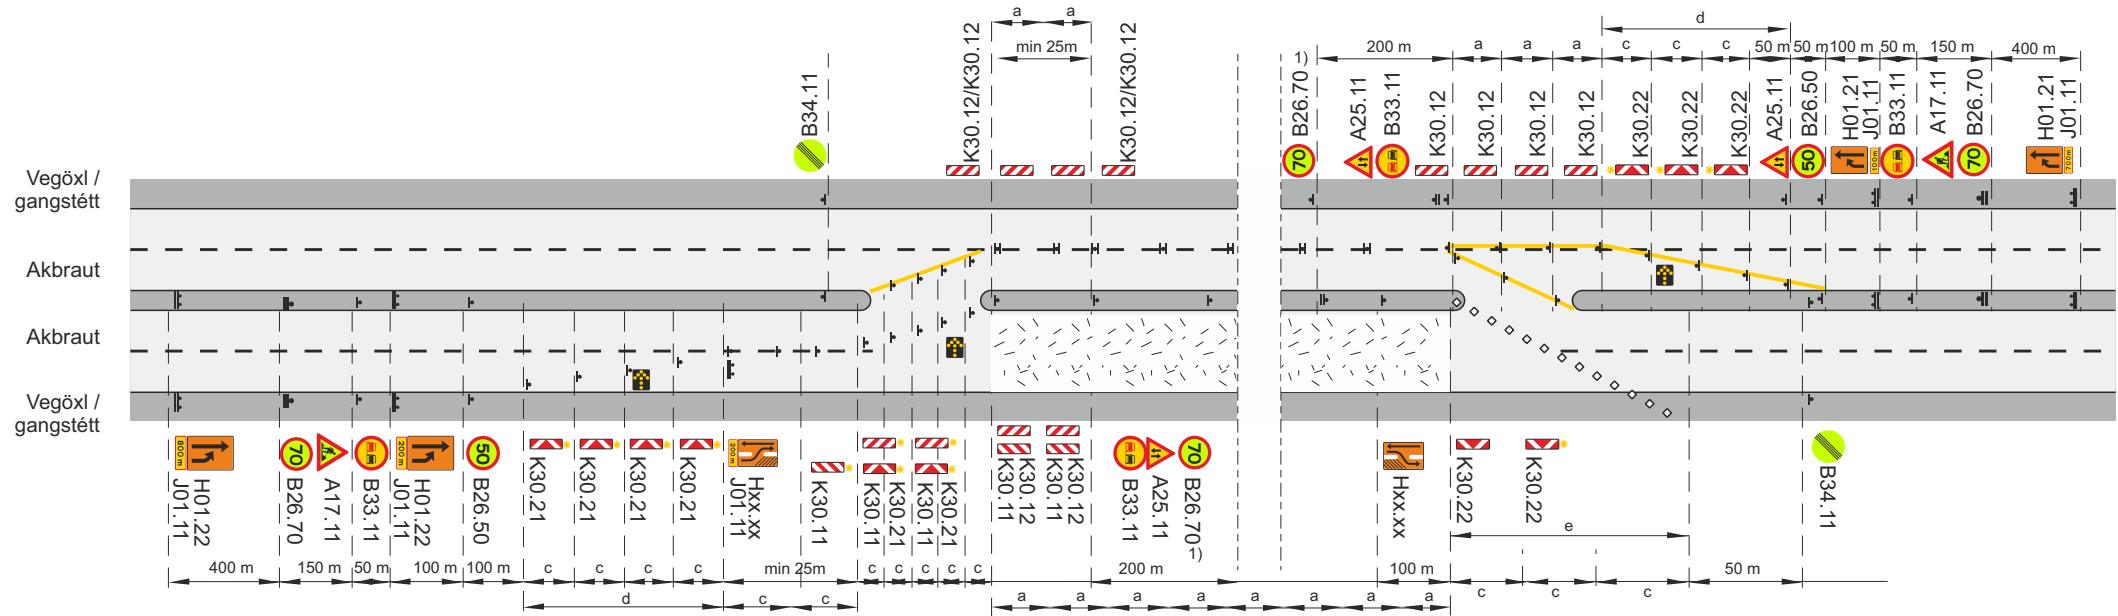 a a
d
min 25m
200 m a a a c c c 50 m 50 m 100 m 50 m 150 m 400 m
1)
B34.11
K30.12/K30.12
K30.12/K30.12
B26.70
A25.11
B33.11
K30.12
K30.12
K30.12
K30.12
K30.22
K30.22
K30.22
A25.11
B26.50
H01.21
J01.11
B33.11
A17.11
B26.70
H01.21
J01.11
70
50
100m
70
700m
Vegöxl /
gangstétt
Akbraut
Akbraut
Vegöxl /
gangstétt
800 m
70
200 m
50
200 m
70
J01.11
H01.22
B26.70
A17.11
B33.11
J01.11
H01.22
B26.50
K30.21
K30.21
K30.21
K30.21
J01.11
Hxx.xx
K30.11
K30.11
K30.21
K30.11
K30.21
K30.11
K30.12
K30.11
K30.12
B33.11
A25.11
B26.70 1)
Hxx.xx
K30.22
K30.22
B34.11
e
400 m 150 m 50 m 100 m 100 m c c c c min 25m c c c c c 200 m 100 m c c c 50 m
d c c a a a a a a a a